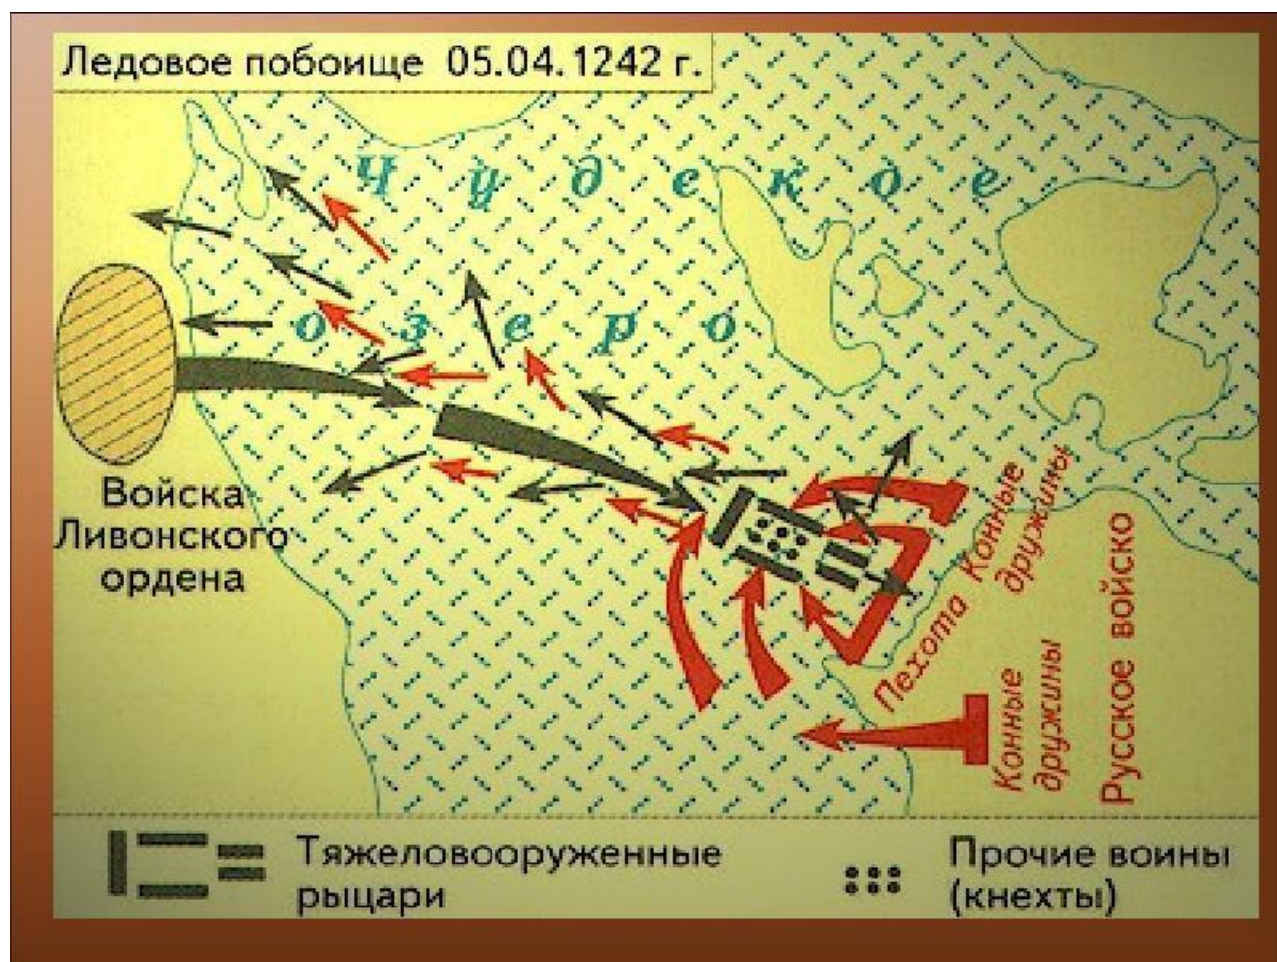 Ледовое побоище 05.04.1242 г.
Чудское
озеро
Войска
Ливонского
ордена
Пехота
Конные
дружины
Конные
дружины
Русское войско
Тяжеловооруженные
рыцари
Прочие воины
(кнехты)